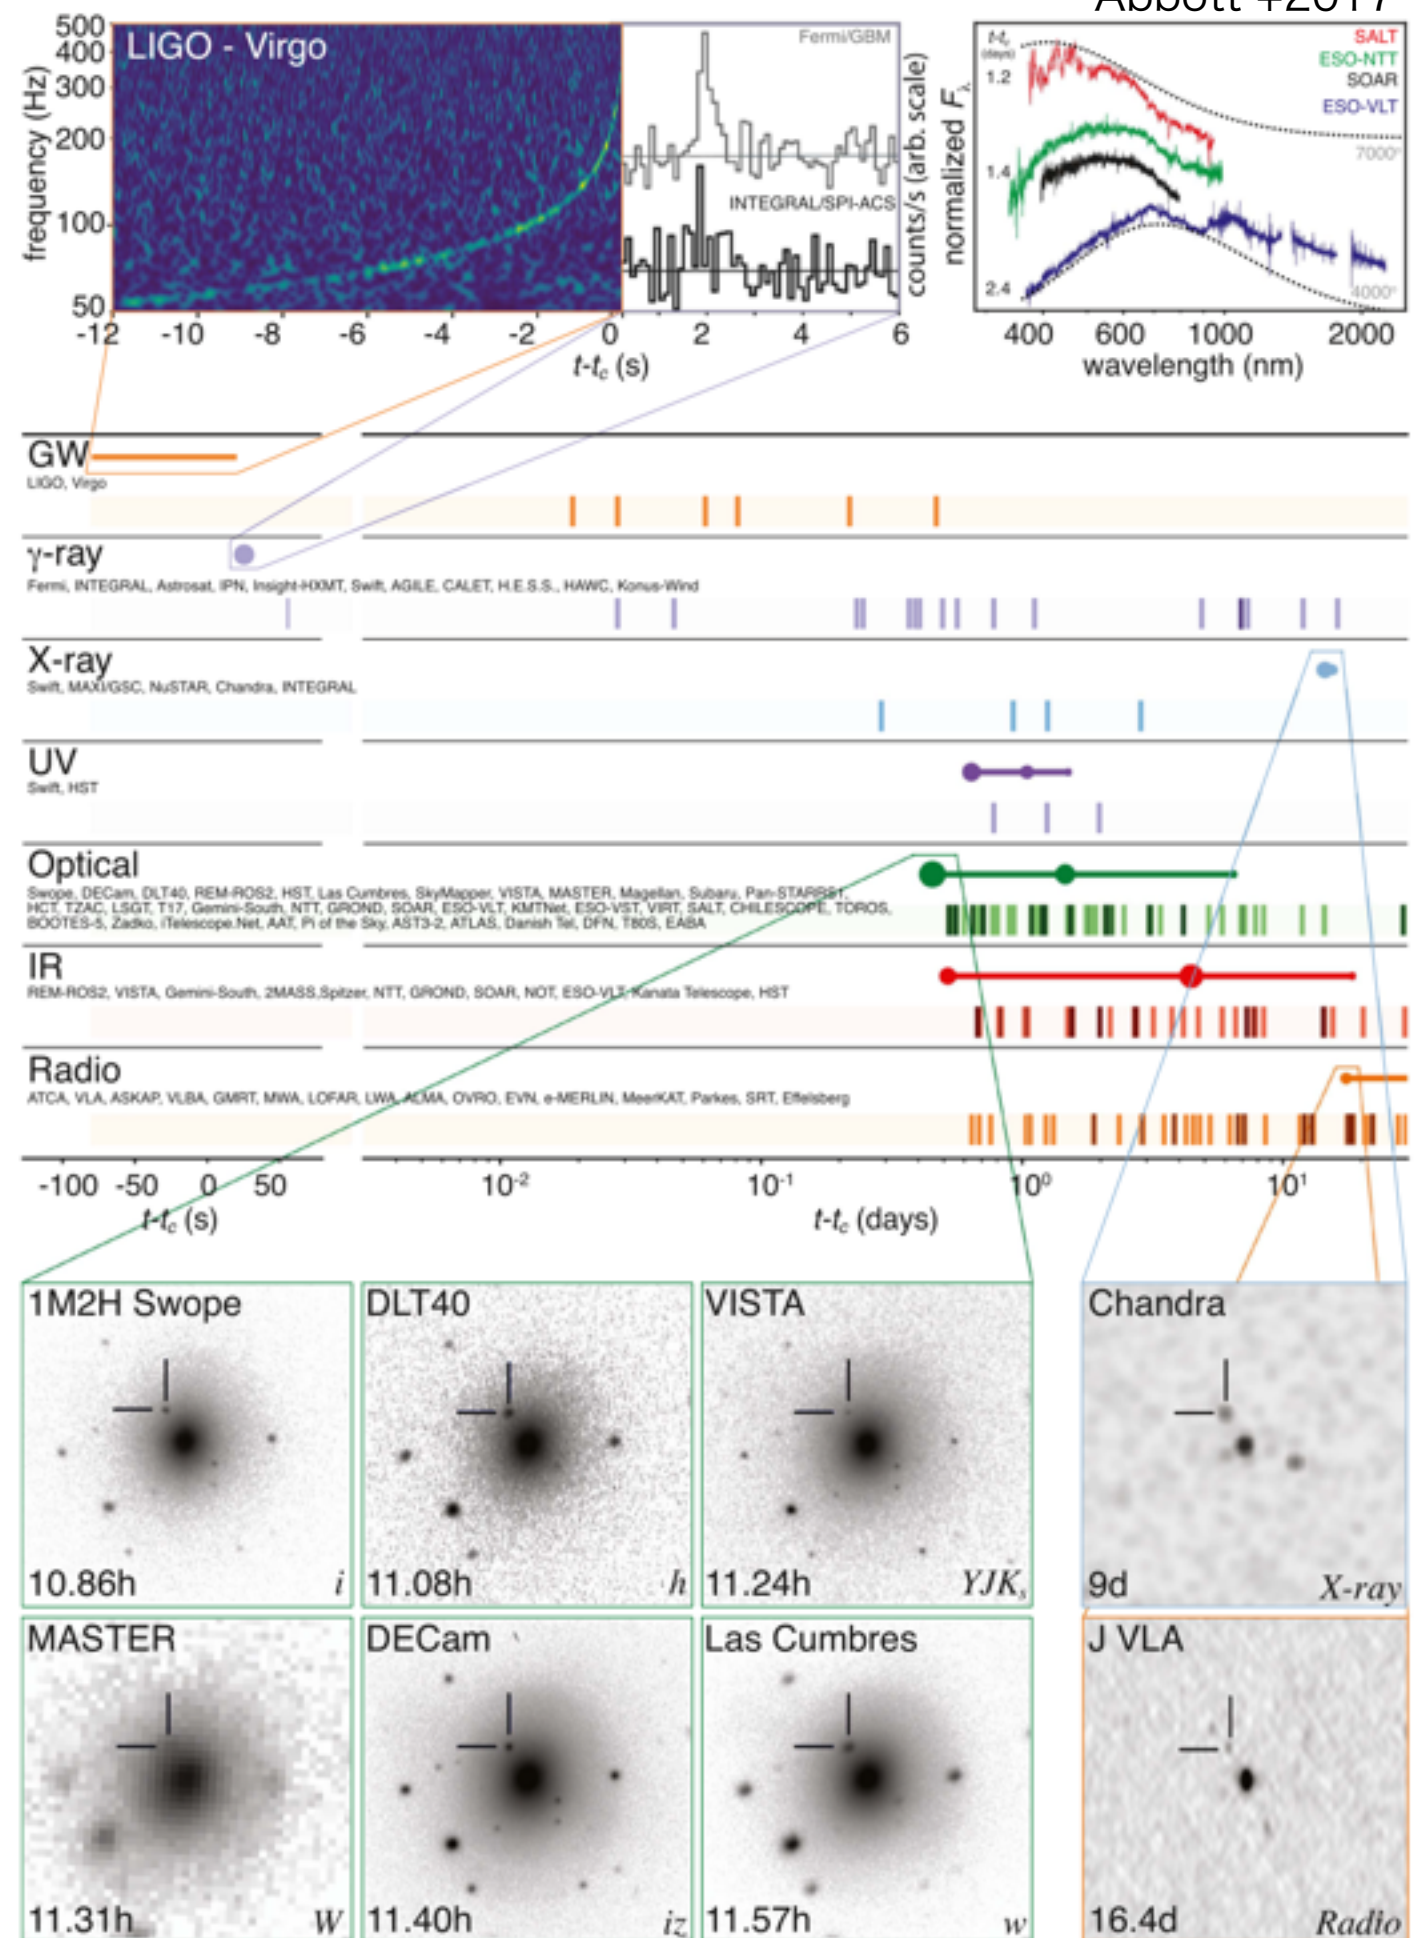 Abbott +2017
500
400
300
200
100
50
frequency (Hz)
LIGO - Virgo
Fermi/GBM
INTEGRAL/SPI-ACS
counts/s (arb. scale)
-12 -10 -8 -6 -4 -2 0 2 4 6
t-tc (s)
normalized Fλ
t-tc
(days)
1.2
1.4
2.4
SALT
ESO-NTT
SOAR
ESO-VLT
7000°
4000°
400 600 1000 2000
wavelength (nm)
GW
LIGO, Virgo
γ-ray
Fermi, INTEGRAL, Astrosat, IPN, Insight-HXMT, Swift, AGILE, CALET, H.E.S.S., HAWC, Konus-Wind
X-ray
Swift, MAXI/GSC, NuSTAR, Chandra, INTEGRAL
UV
Swift, HST
Optical
Swope, DECam, DLT40, REM-ROS2, HST, Las Cumbres, SkyMapper, VISTA, MASTER, Magellan, Subaru, Pan-STARRS1,
HCT, TZAC, LSGT, T17, Gemini-South, NTT, GROND, SOAR, ESO-VLT, KMTNet, ESO-VST, VIRT, SALT, CHILESCOPE, TOROS,
BOOTES-5, Zadko, iTelescope.Net, AAT, Pi of the Sky, AST3-2, ATLAS, Danish Tel, DFN, T80S, EABA
IR
REM-ROS2, VISTA, Gemini-South, 2MASS,Spitzer, NTT, GROND, SOAR, NOT, ESO-VLT, Kanata Telescope, HST
Radio
ATCA, VLA, ASKAP, VLBA, GMRT, MWA, LOFAR, LWA, ALMA, OVRO, EVN, e-MERLIN, MeerKAT, Parkes, SRT, Effelsberg
-100 -50 0 50 10-2 10-1 100 101
t-tc (s) t-tc (days)
1M2H Swope
10.86h i
DLT40
11.08h h
VISTA
11.24h YJKs
Chandra
9d X-ray
MASTER
11.31h W
DECam
11.40h iz
Las Cumbres
11.57h w
J VLA
16.4d Radio